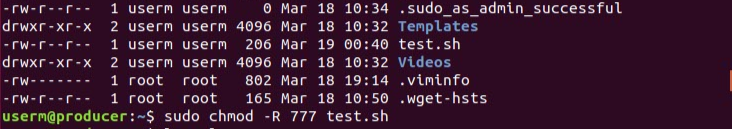 -rw-r--r--  1 userm userm    0 Mar 18 10:34 .sudo_as_admin_successful
drwxr-xr-x  2 userm userm 4096 Mar 18 10:32 Templates
-rw-r--r--  1 userm userm  206 Mar 19 00:40 test.sh
drwxr-xr-x  2 userm userm 4096 Mar 18 10:32 Videos
-rw-------  1 root  root   802 Mar 18 19:14 .viminfo
-rw-r--r--  1 root  root   165 Mar 18 10:50 .wget-hsts
userm@producer:~$ sudo chmod -R 777 test.sh